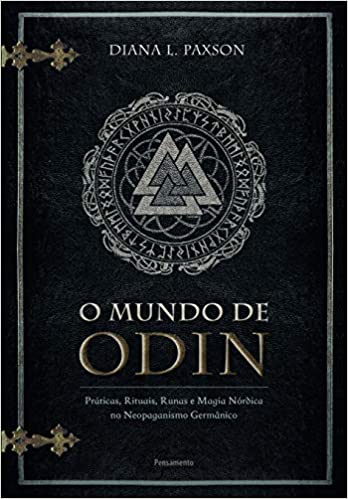 DIANA L. PAXSON
O MUNDO DE
ODIN
Práticas, Rituais, Runas e Magia Nórdica
no Neopaganismo Germânico
Pensamento